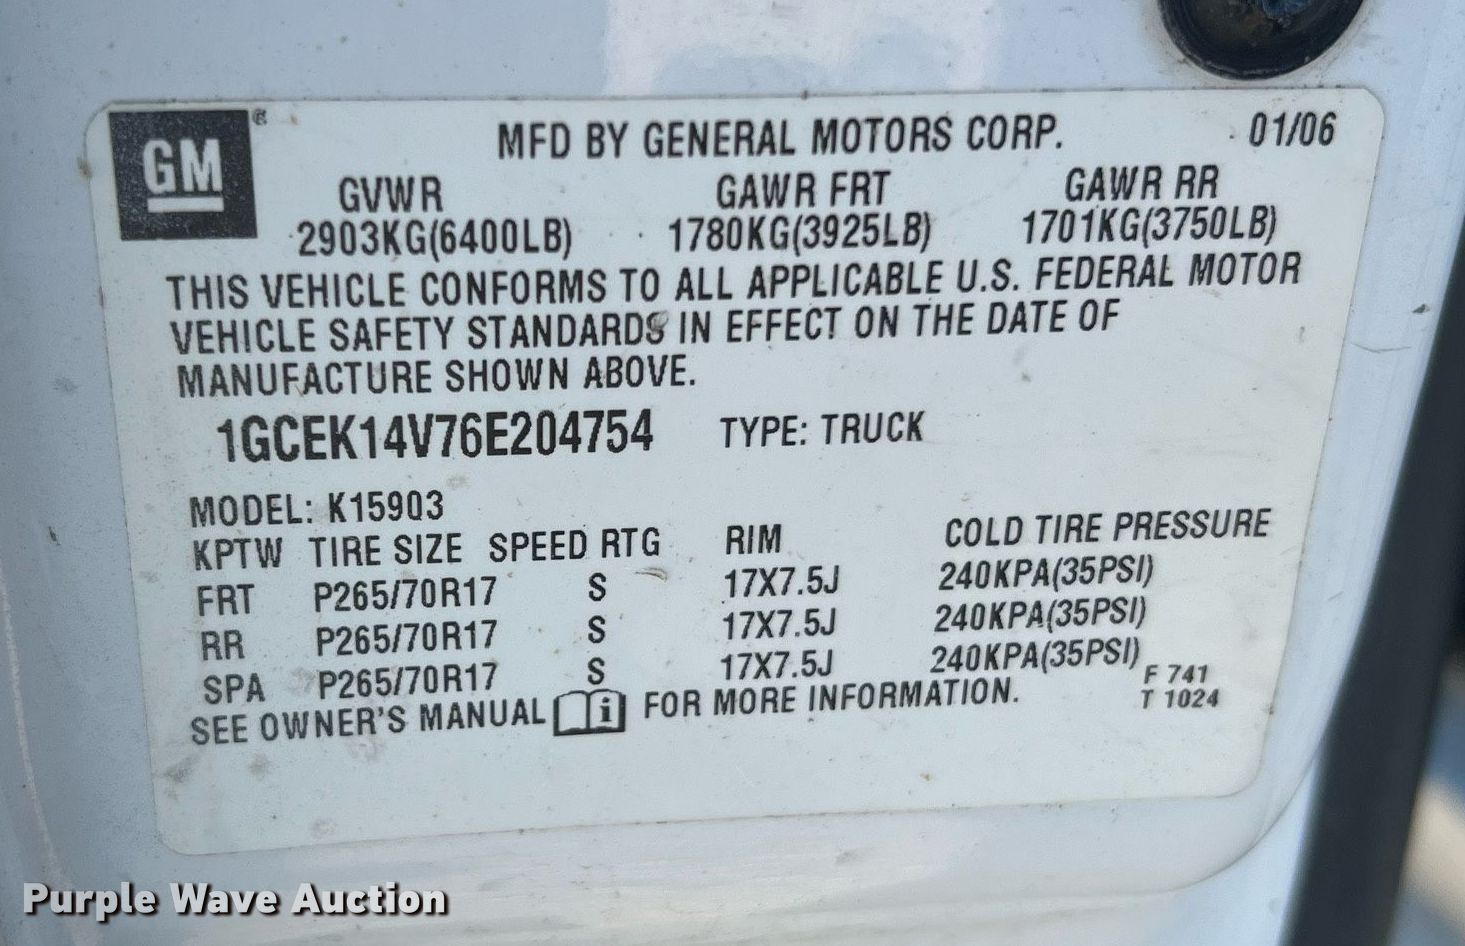 GM ®
MFD BY GENERAL MOTORS CORP. 01/06
GVWR GAWR FRT GAWR RR
2903KG(6400LB) 1780KG(3925LB) 1701KG(3750LB)
THIS VEHICLE CONFORMS TO ALL APPLICABLE U.S. FEDERAL MOTOR
VEHICLE SAFETY STANDARDS IN EFFECT ON THE DATE OF
MANUFACTURE SHOWN ABOVE.
1GCEK14V76E204754 TYPE: TRUCK
MODEL: K15903
KPTW TIRE SIZE SPEED RTG RIM COLD TIRE PRESSURE
FRT P265/70R17 S 17X7.5J 240KPA(35PSI)
RR P265/70R17 S 17X7.5J 240KPA(35PSI)
SPA P265/70R17 S 17X7.5J 240KPA(35PSI)
SEE OWNER'S MANUAL i FOR MORE INFORMATION.
F 741
T 1024
Purple Wave Auction